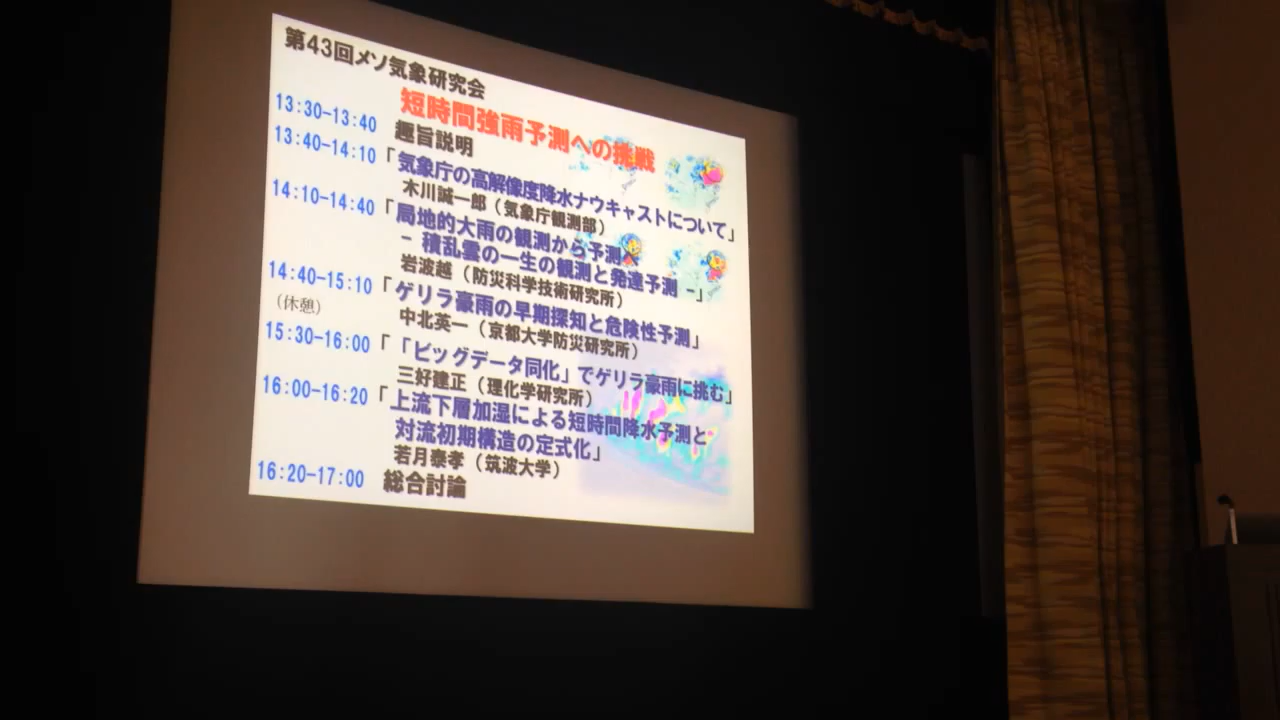 第43回メソ気象研究会
短時間強雨予測への挑戦
13:30-13:40 趣旨説明
13:40-14:10 「気象庁の高解像度降水ナウキャストについて」
木川誠一郎（気象庁観測部）
14:10-14:40 「局地的大雨の観測から予測へ
- 積乱雲の一生の観測と発達予測 -」
岩波越（防災科学技術研究所）
14:40-15:10 「ゲリラ豪雨の早期探知と危険性予測」
中北英一（京都大学防災研究所）
（休憩）
15:30-16:00 「「ビッグデータ同化」でゲリラ豪雨に挑む」
三好建正（理化学研究所）
16:00-16:20 「上流下層加湿による短時間降水予測と
対流初期構造の定式化」
若月泰孝（筑波大学）
16:20-17:00 総合討論